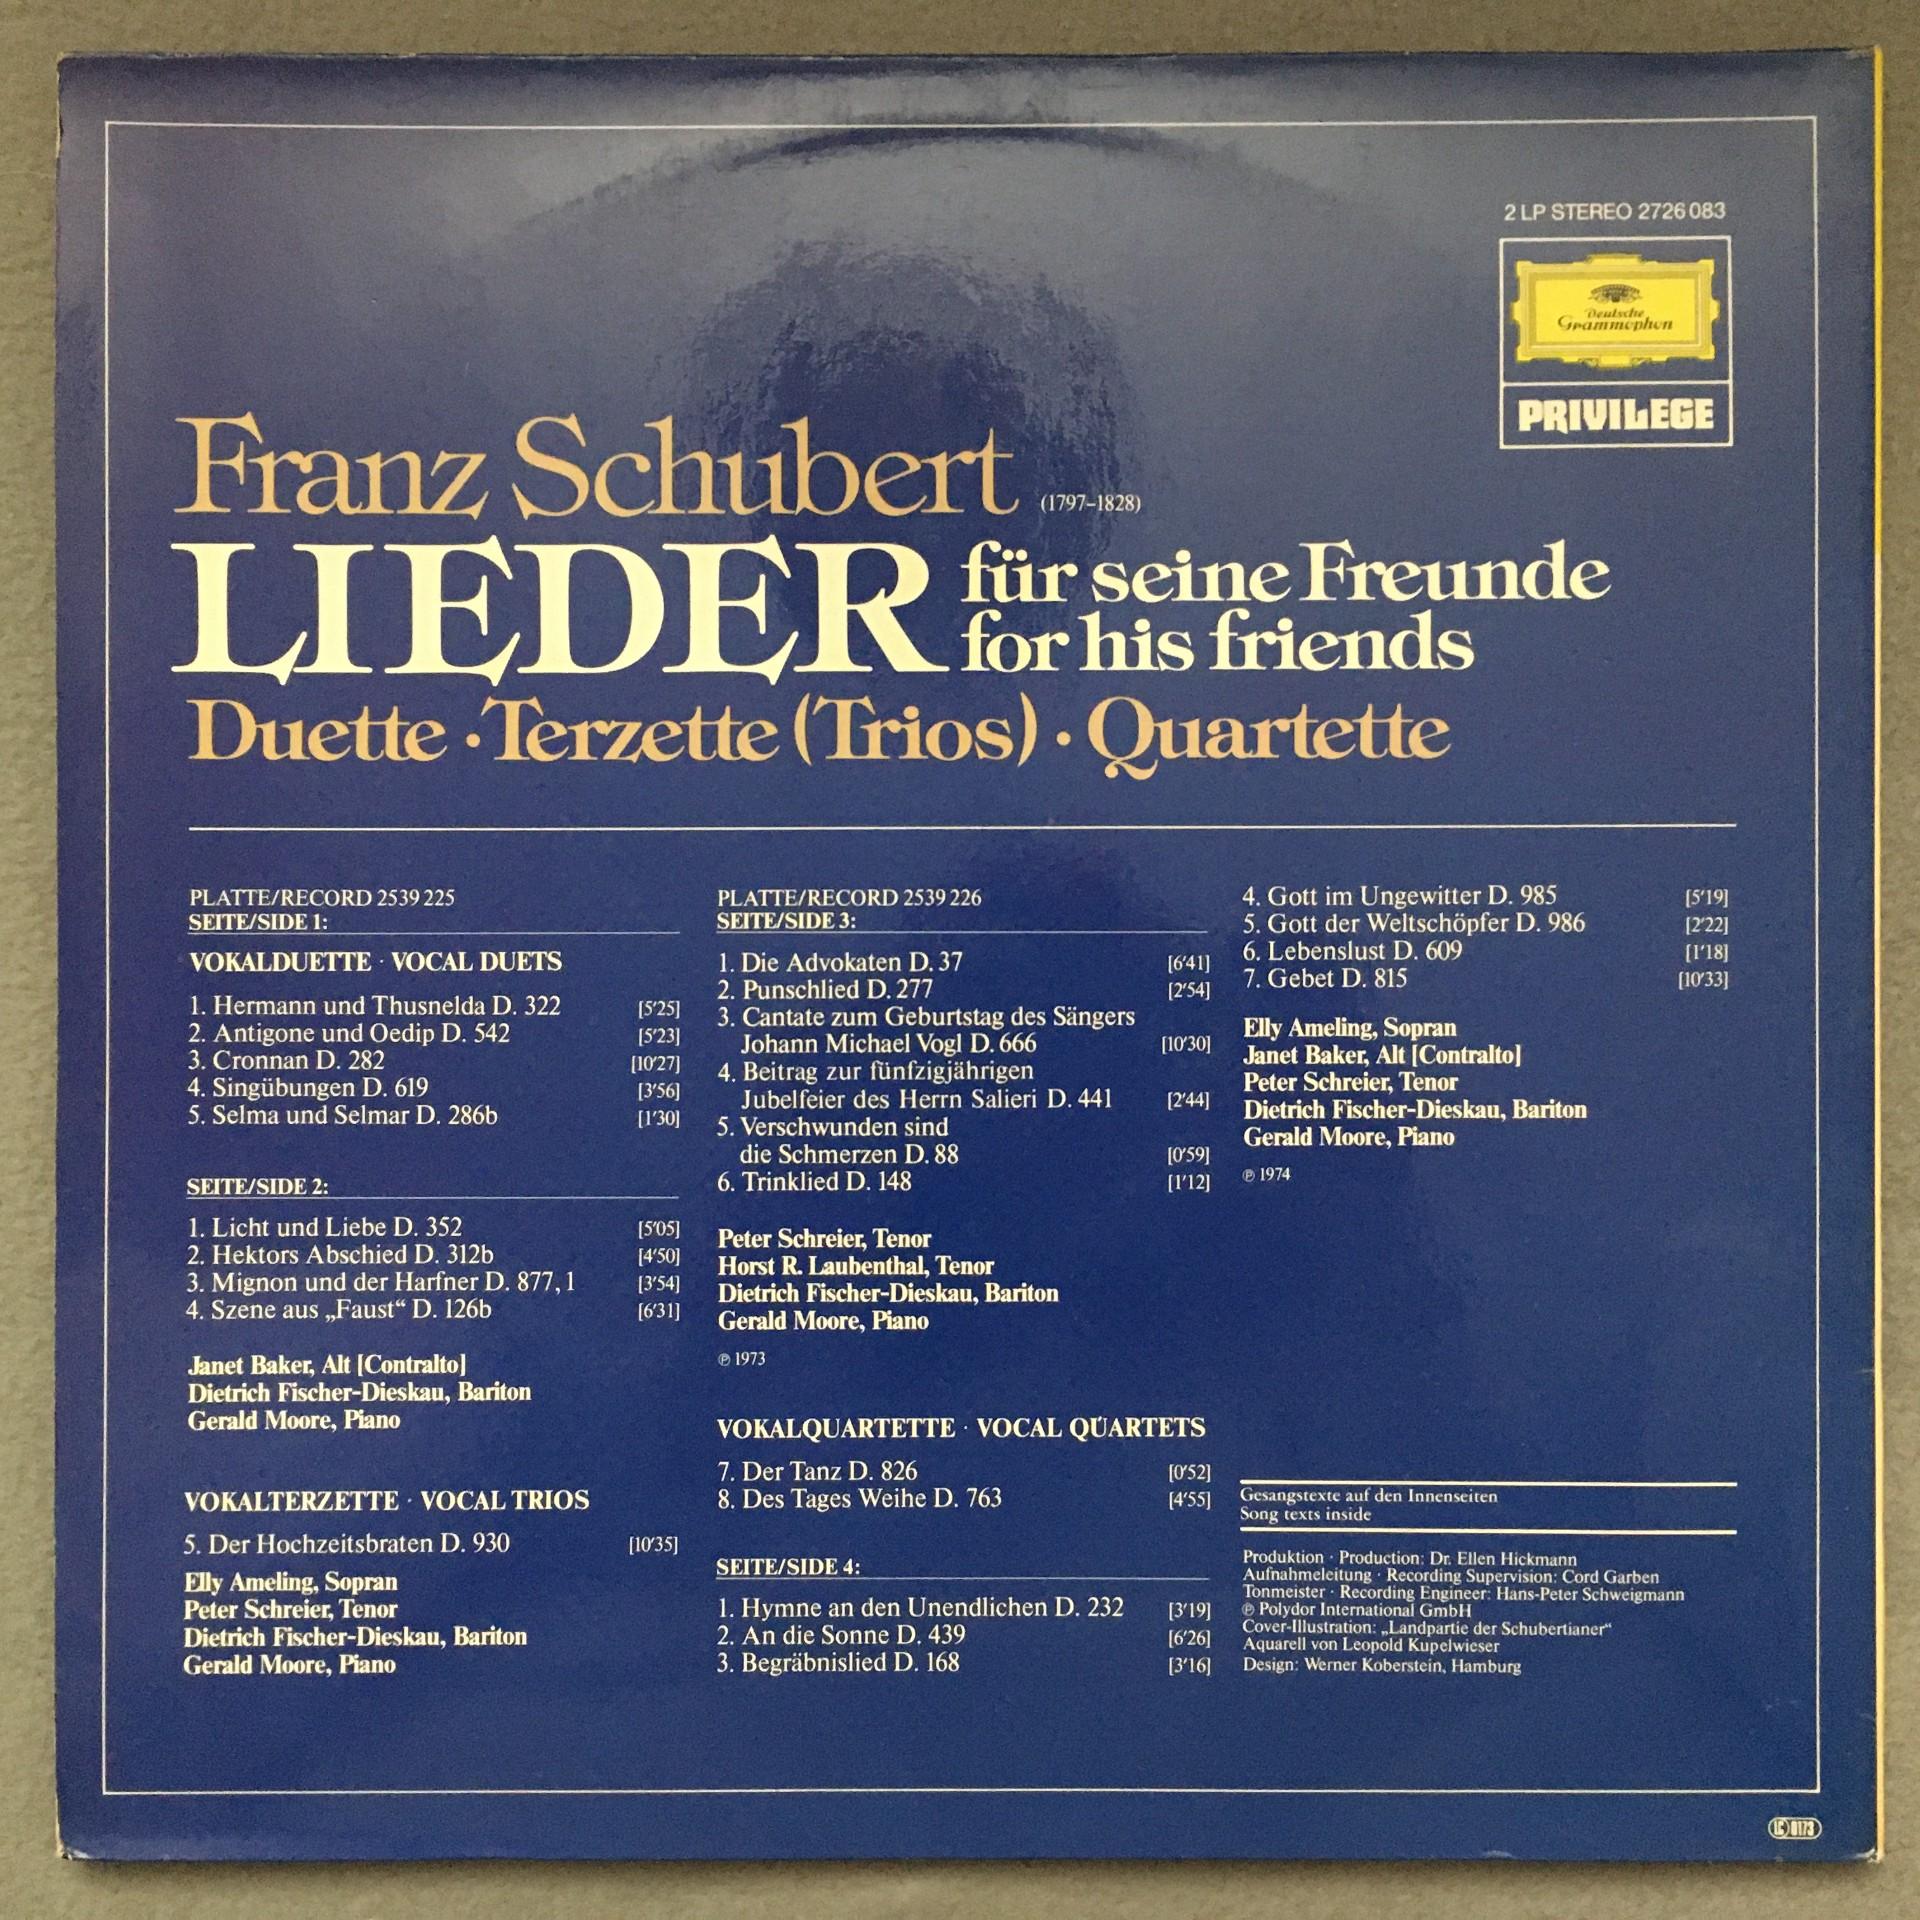 2 LP STEREO 2726 083
Deutsche
Grammophon
PRIVILEGE
Franz Schubert (1797–1828)
LIEDER für seine Freunde
for his friends
Duette · Terzette (Trios) · Quartette
PLATTE/RECORD 2539 225
SEITE/SIDE 1:
VOKALDUETTE · VOCAL DUETS
1. Hermann und Thusnelda D. 322 [5'25]
2. Antigone und Oedip D. 542 [5'23]
3. Cronnan D. 282 [10'27]
4. Singübungen D. 619 [3'56]
5. Selma und Selmar D. 286b [1'30]
SEITE/SIDE 2:
1. Licht und Liebe D. 352 [5'05]
2. Hektors Abschied D. 312b [4'50]
3. Mignon und der Harfner D. 877, 1 [3'54]
4. Szene aus „Faust“ D. 126b [6'31]
Janet Baker, Alt [Contralto]
Dietrich Fischer-Dieskau, Bariton
Gerald Moore, Piano
VOKALTERZETTE · VOCAL TRIOS
5. Der Hochzeitsbraten D. 930 [10'35]
Elly Ameling, Sopran
Peter Schreier, Tenor
Dietrich Fischer-Dieskau, Bariton
Gerald Moore, Piano
PLATTE/RECORD 2539 226
SEITE/SIDE 3:
1. Die Advokaten D. 37 [6'41]
2. Punschlied D. 277 [2'54]
3. Cantate zum Geburtstag des Sängers
Johann Michael Vogl D. 666 [10'30]
4. Beitrag zur fünfzigjährigen
Jubelfeier des Herrn Salieri D. 441 [2'44]
5. Verschwunden sind
die Schmerzen D. 88 [0'59]
6. Trinklied D. 148 [1'12]
Peter Schreier, Tenor
Horst R. Laubenthal, Tenor
Dietrich Fischer-Dieskau, Bariton
Gerald Moore, Piano
℗ 1973
VOKALQUARTETTE · VOCAL QUARTETS
7. Der Tanz D. 826 [0'52]
8. Des Tages Weihe D. 763 [4'55]
SEITE/SIDE 4:
1. Hymne an den Unendlichen D. 232 [3'19]
2. An die Sonne D. 439 [6'26]
3. Begräbnislied D. 168 [3'16]
4. Gott im Ungewitter D. 985 [5'19]
5. Gott der Weltschöpfer D. 986 [2'22]
6. Lebenslust D. 609 [1'18]
7. Gebet D. 815 [10'33]
Elly Ameling, Sopran
Janet Baker, Alt [Contralto]
Peter Schreier, Tenor
Dietrich Fischer-Dieskau, Bariton
Gerald Moore, Piano
℗ 1974
Gesangstexte auf den Innenseiten
Song texts inside
Produktion · Production: Dr. Ellen Hickmann
Aufnahmeleitung · Recording Supervision: Cord Garben
Tonmeister · Recording Engineer: Hans-Peter Schweigmann
℗ Polydor International GmbH
Cover-Illustration: „Landpartie der Schubertianer“
Aquarell von Leopold Kupelwieser
Design: Werner Koberstein, Hamburg
LC 0173